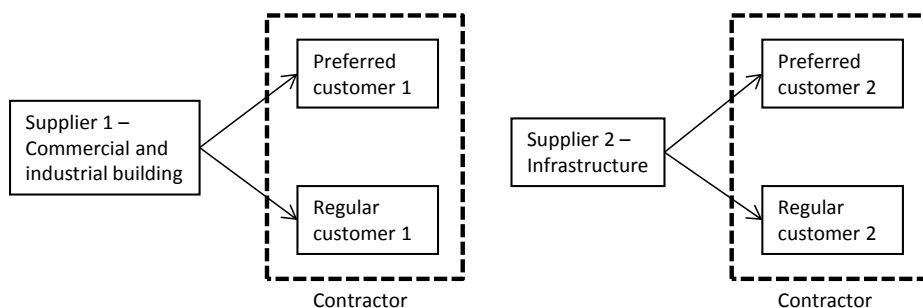 Preferred
customer 1
Supplier 1 –
Commercial and
industrial building
Regular
customer 1
Contractor
Preferred
customer 2
Supplier 2 –
Infrastructure
Regular
customer 2
Contractor